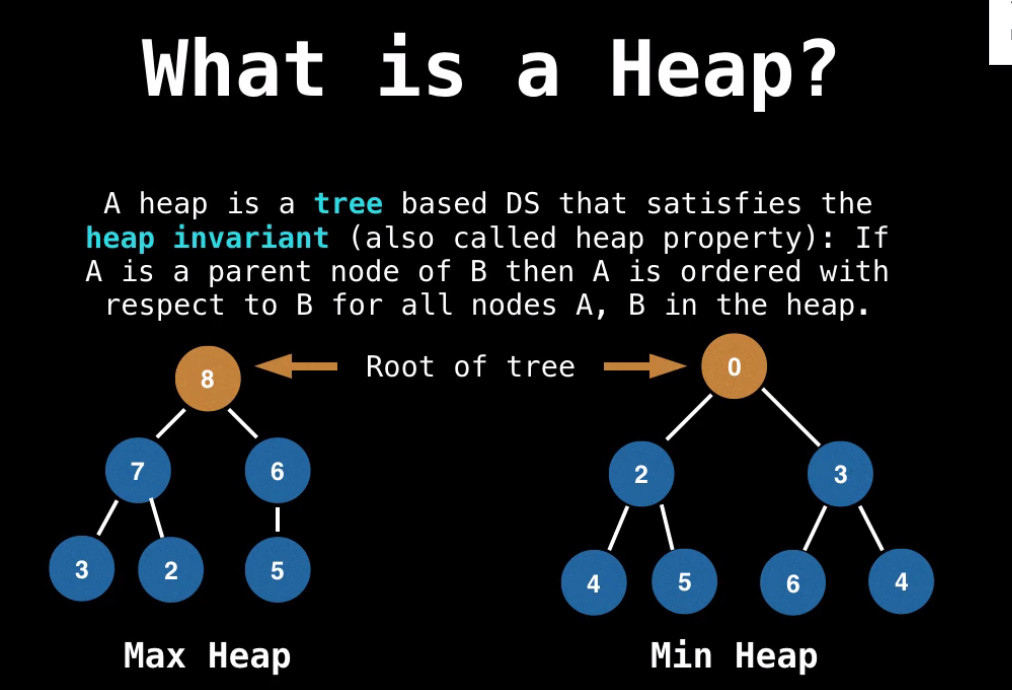 What is a Heap?
A heap is a tree based DS that satisfies the
heap invariant (also called heap property): If
A is a parent node of B then A is ordered with
respect to B for all nodes A, B in the heap.
8
Root of tree
0
7
6
2
3
3
2
5
4
5
6
4
Max Heap
Min Heap